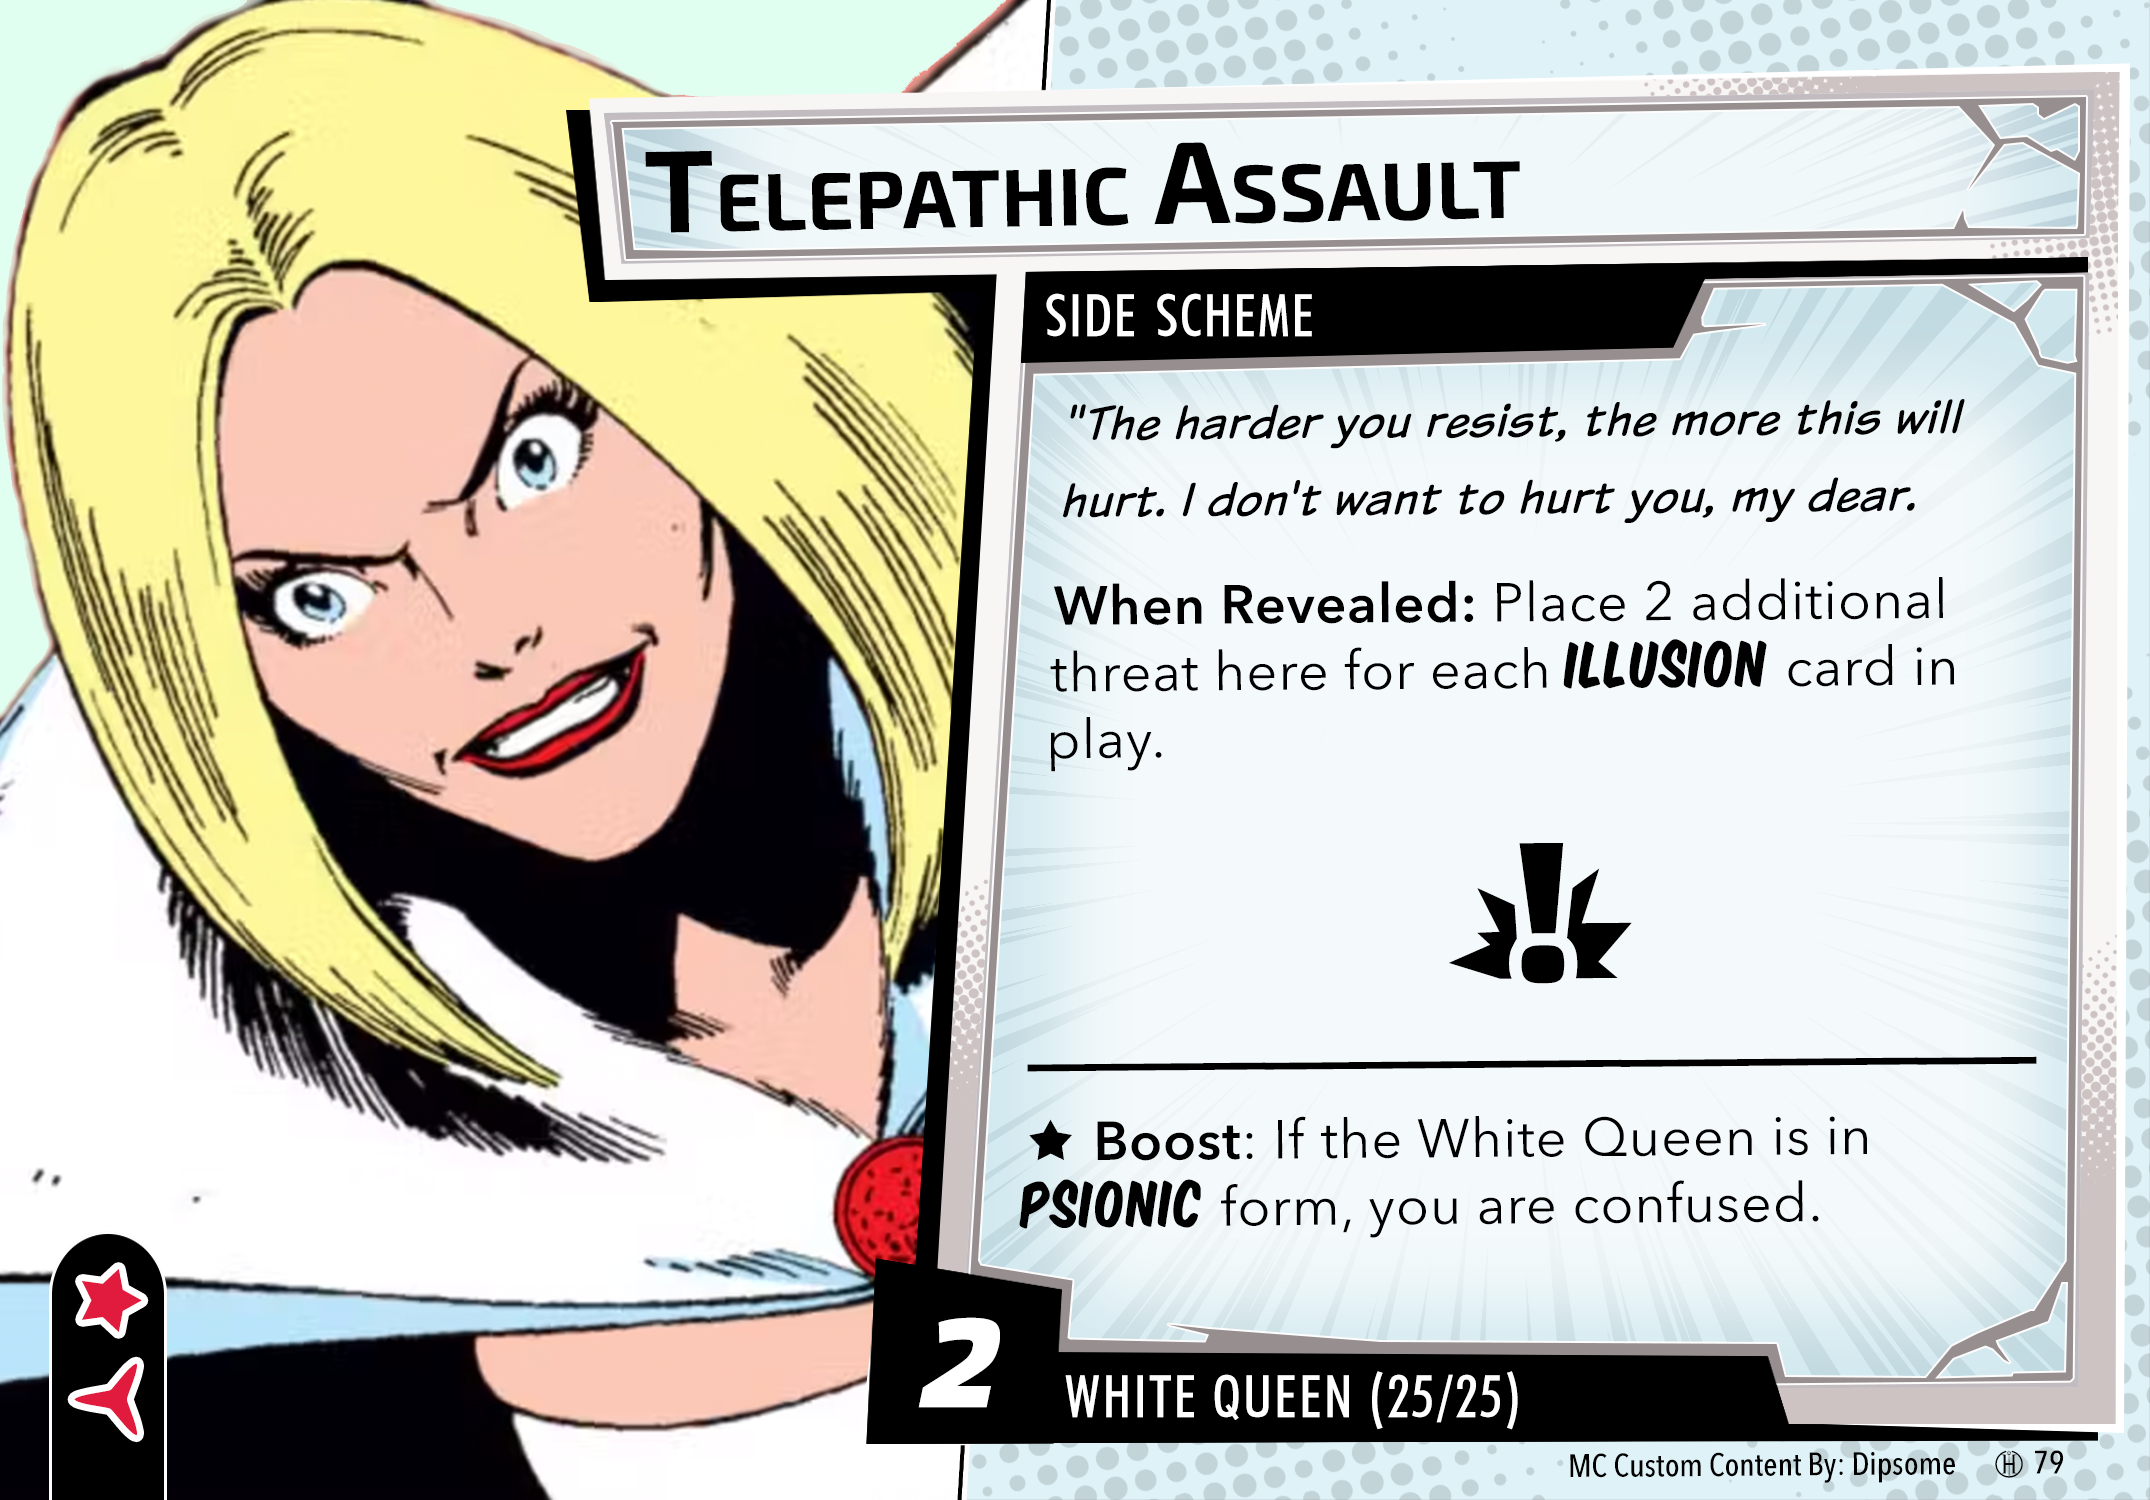 Telepathic Assault
SIDE SCHEME
"The harder you resist, the more this will
hurt. I don't want to hurt you, my dear.
When Revealed: Place 2 additional
threat here for each ILLUSION card in
play.
★ Boost: If the White Queen is in
PSIONIC form, you are confused.
2
WHITE QUEEN (25/25)
MC Custom Content By: Dipsome Ⓗ 79